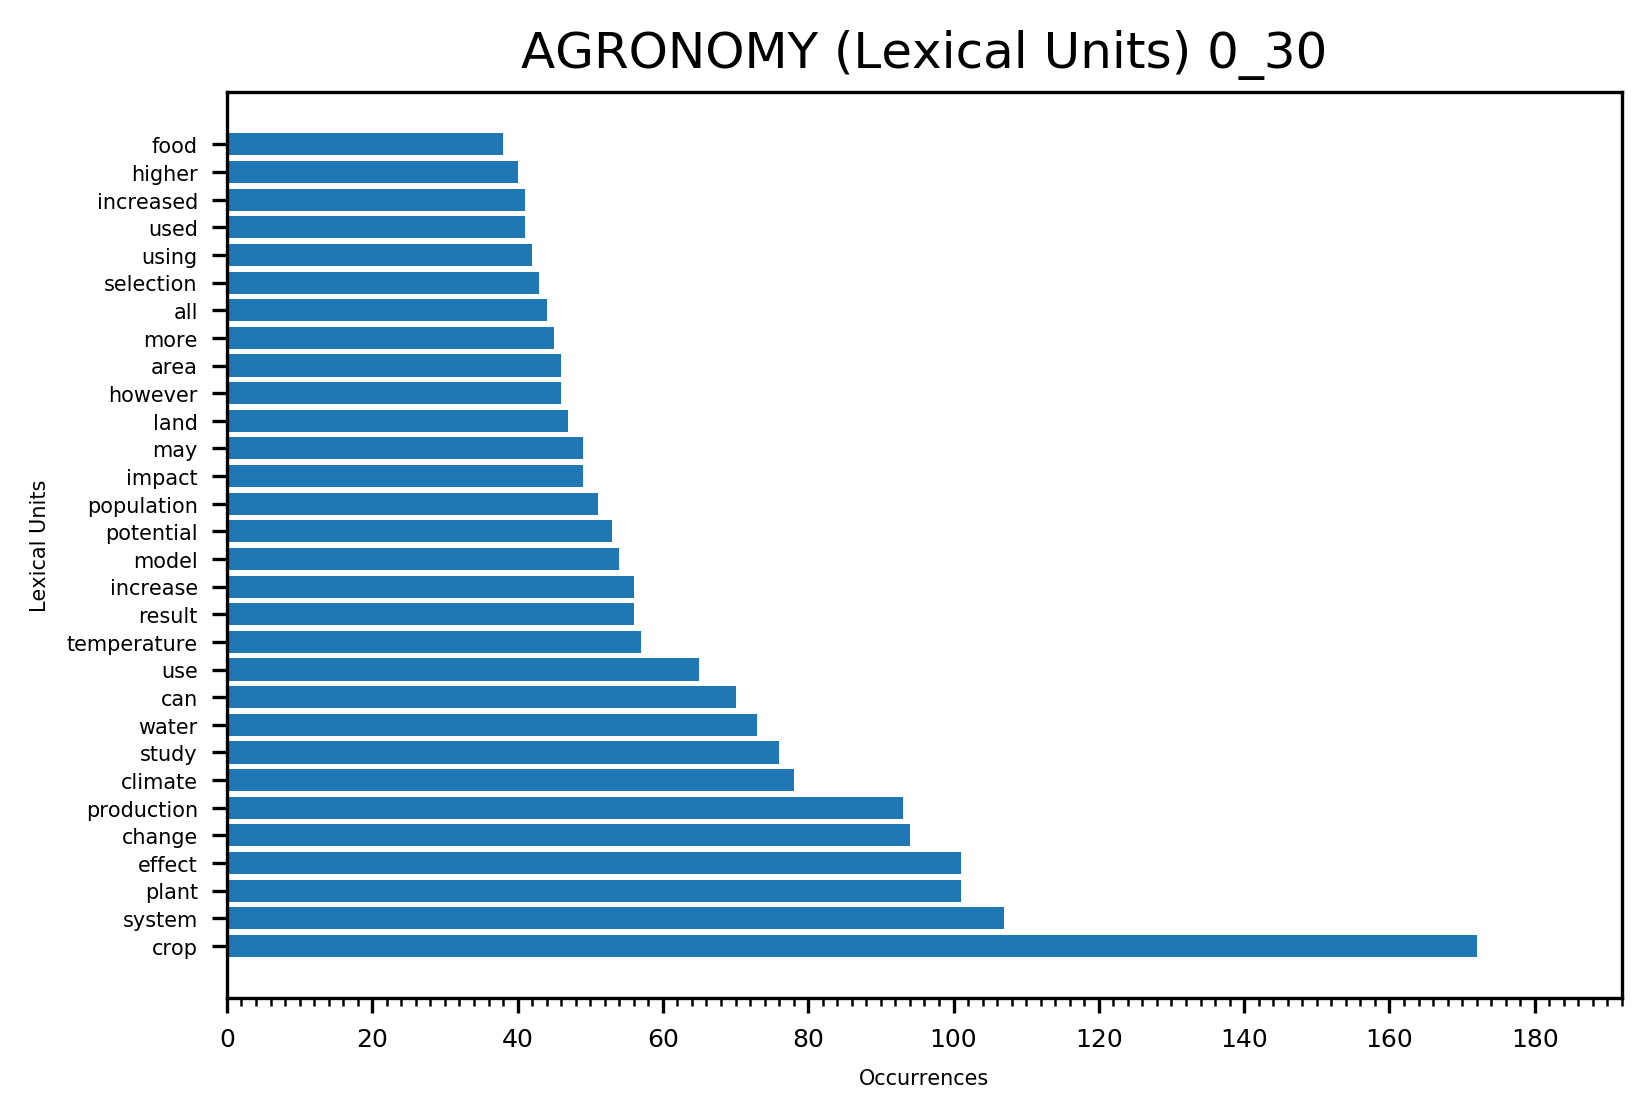 AGRONOMY (Lexical Units) 0_30
Lexical Units
food
higher
increased
used
using
selection
all
more
area
however
land
may
impact
population
potential
model
increase
result
temperature
use
can
water
study
climate
production
change
effect
plant
system
crop
0 20 40 60 80 100 120 140 160 180
Occurrences